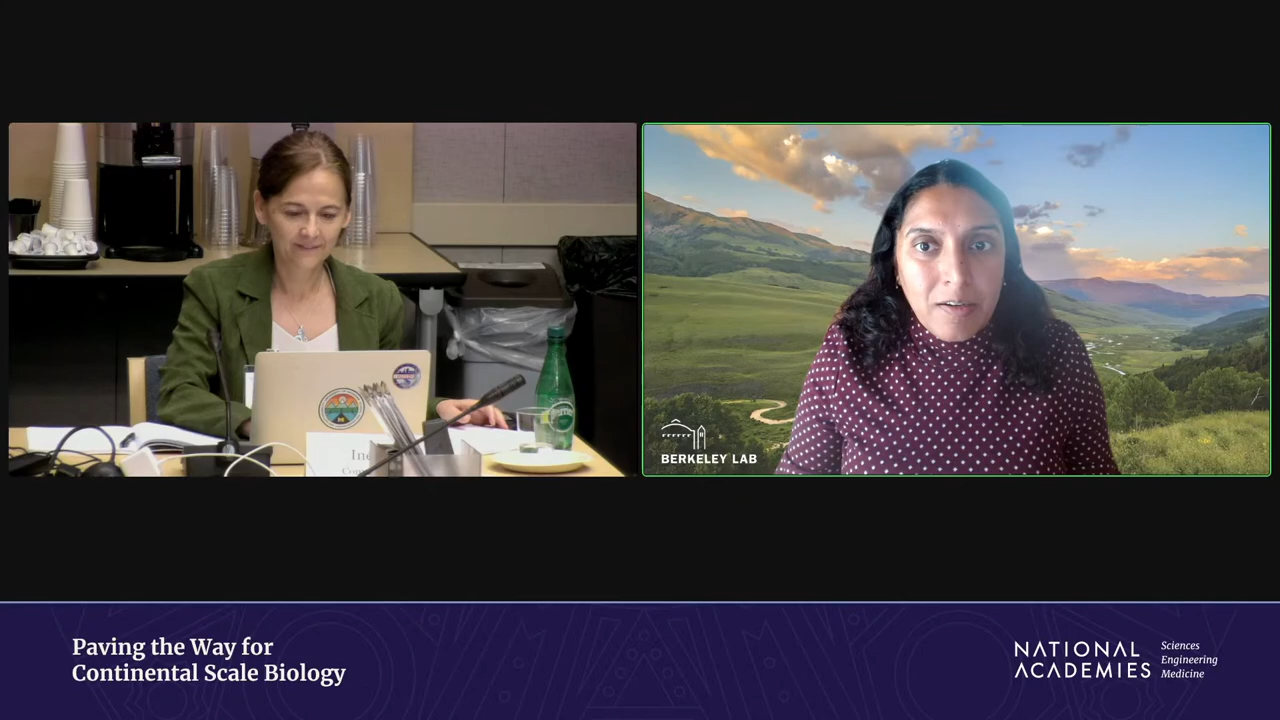 BERKELEY LAB
Paving the Way for
Continental Scale Biology
NATIONAL
ACADEMIES
Sciences
Engineering
Medicine